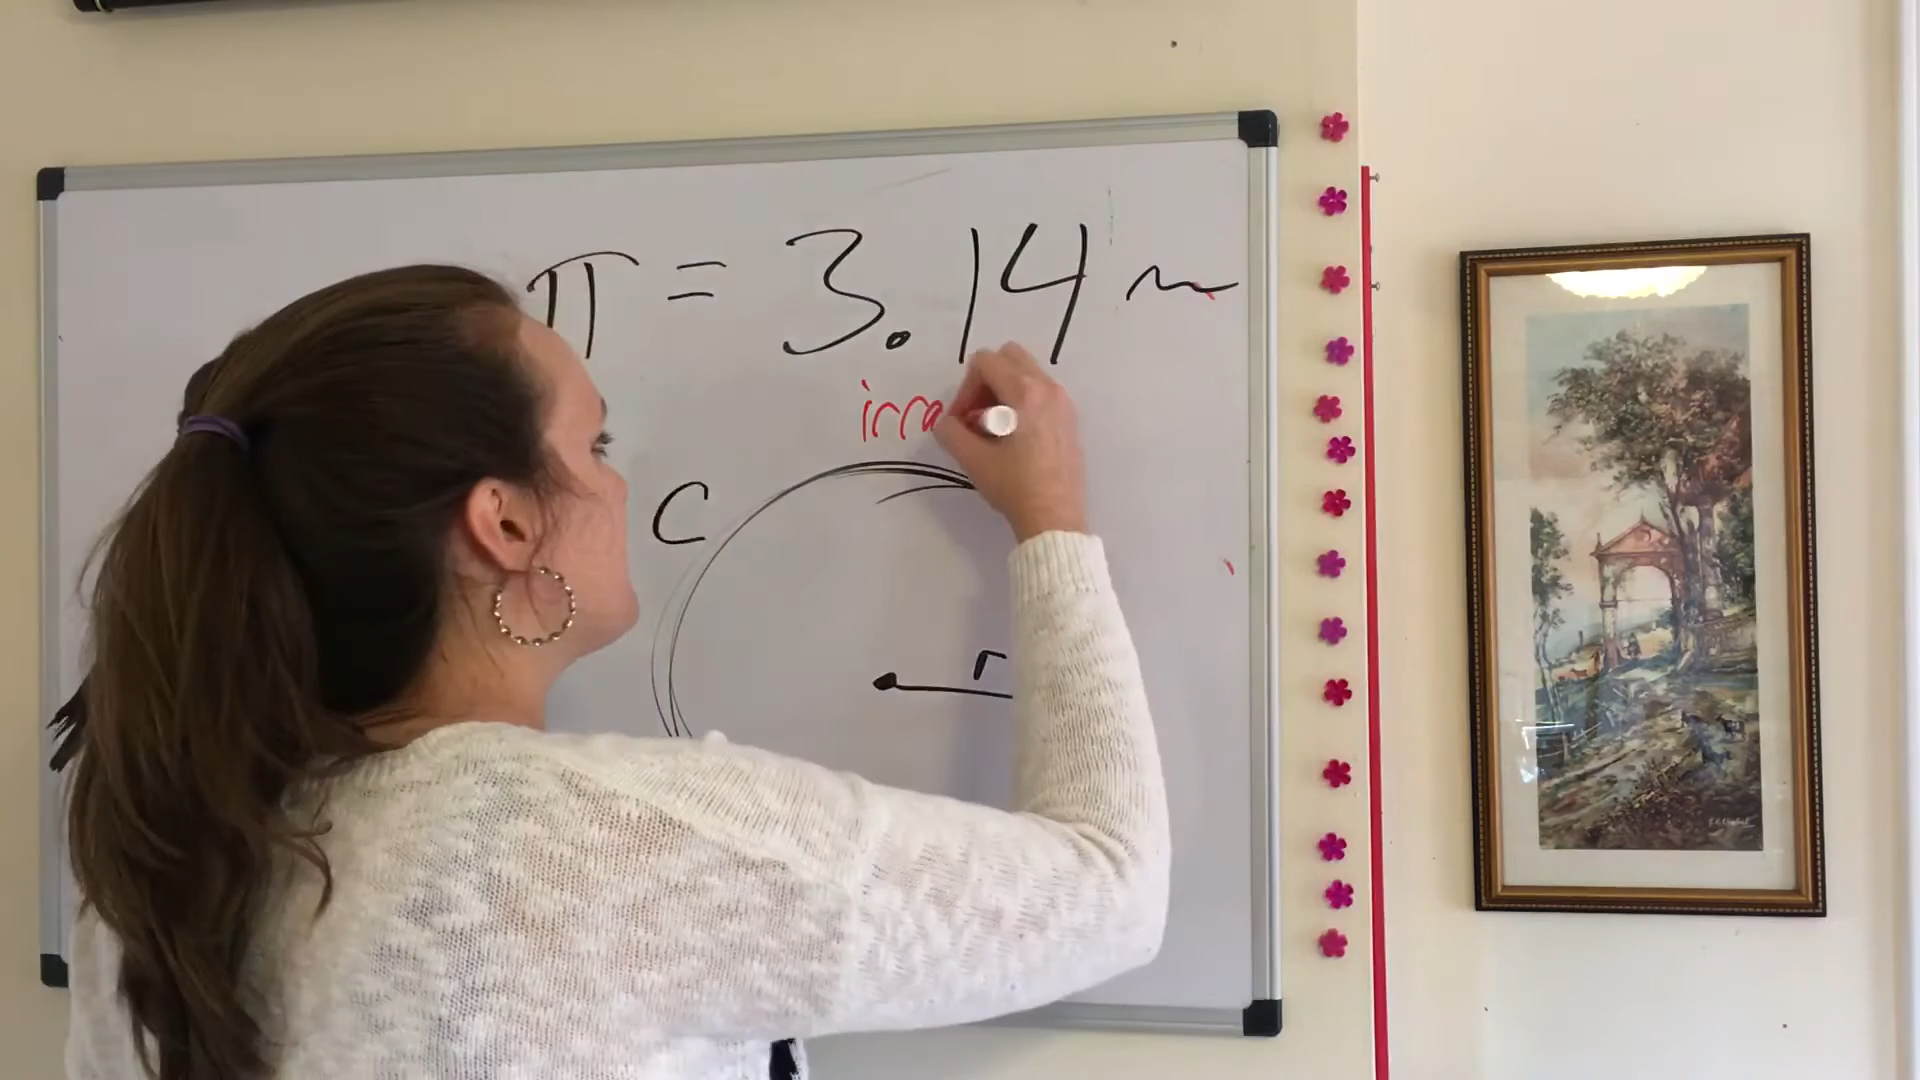 π = 3.14 ~
irra
C
r